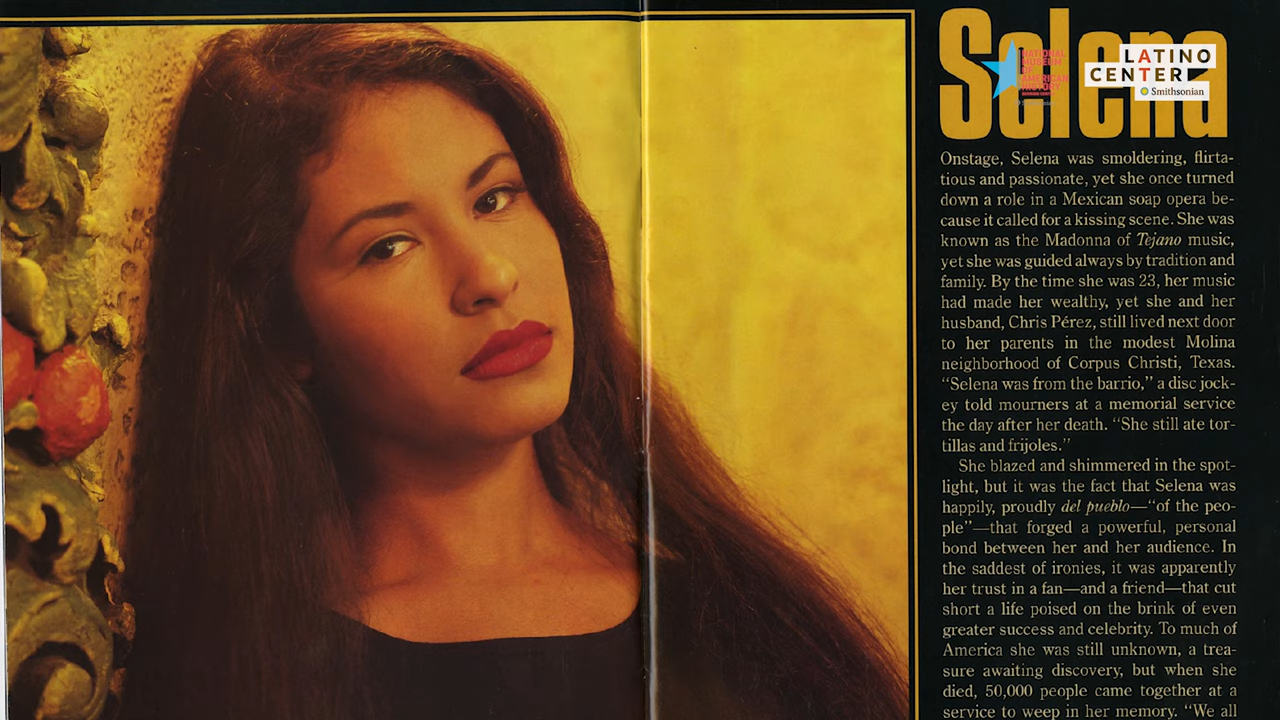 Selena
NATIONAL
MUSEUM
OF
AMERICAN
HISTORY
LATINO
CENTER
Smithsonian
Onstage, Selena was smoldering, flirta-
tious and passionate, yet she once turned
down a role in a Mexican soap opera be-
cause it called for a kissing scene. She was
known as the Madonna of Tejano music,
yet she was guided always by tradition and
family. By the time she was 23, her music
had made her wealthy, yet she and her
husband, Chris Pérez, still lived next door
to her parents in the modest Molina
neighborhood of Corpus Christi, Texas.
“Selena was from the barrio,” a disc jock-
ey told mourners at a memorial service
the day after her death. “She still ate tor-
tillas and frijoles.”
She blazed and shimmered in the spot-
light, but it was the fact that Selena was
happily, proudly del pueblo—“of the peo-
ple”—that forged a powerful, personal
bond between her and her audience. In
the saddest of ironies, it was apparently
her trust in a fan—and a friend—that cut
short a life poised on the brink of even
greater success and celebrity. To much of
America she was still unknown, a trea-
sure awaiting discovery, but when she
died, 50,000 people came together at a
service to weep in her memory. “We all